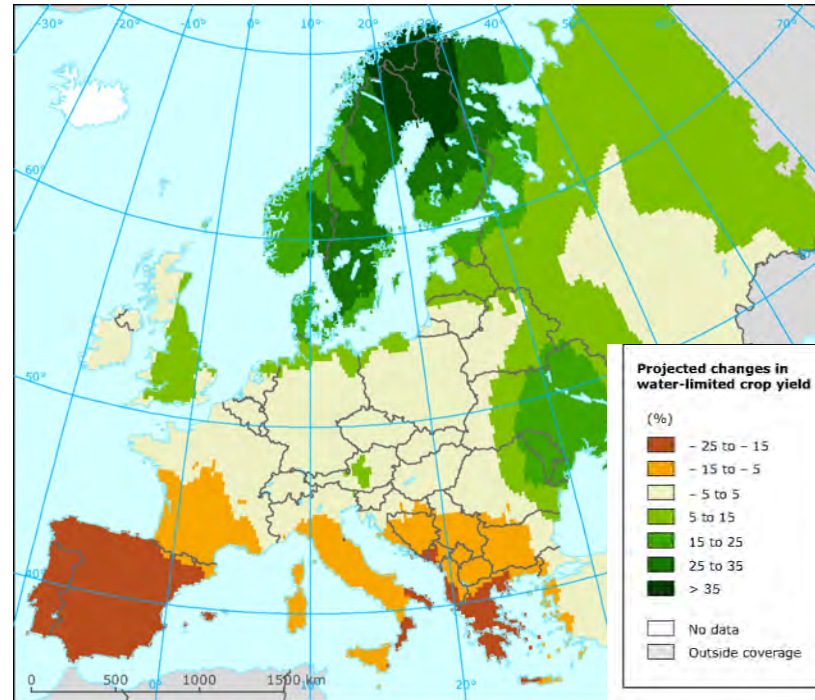 -30°
-20°
-10°
0°
10°
20°
30°
40°
50°
60°
70°
60°
50°
40°
0 500 1000 1500 km
0°
10°
20°
Projected changes in
water-limited crop yield
(%)
– 25 to – 15
– 15 to – 5
– 5 to 5
5 to 15
15 to 25
25 to 35
> 35
No data
Outside coverage